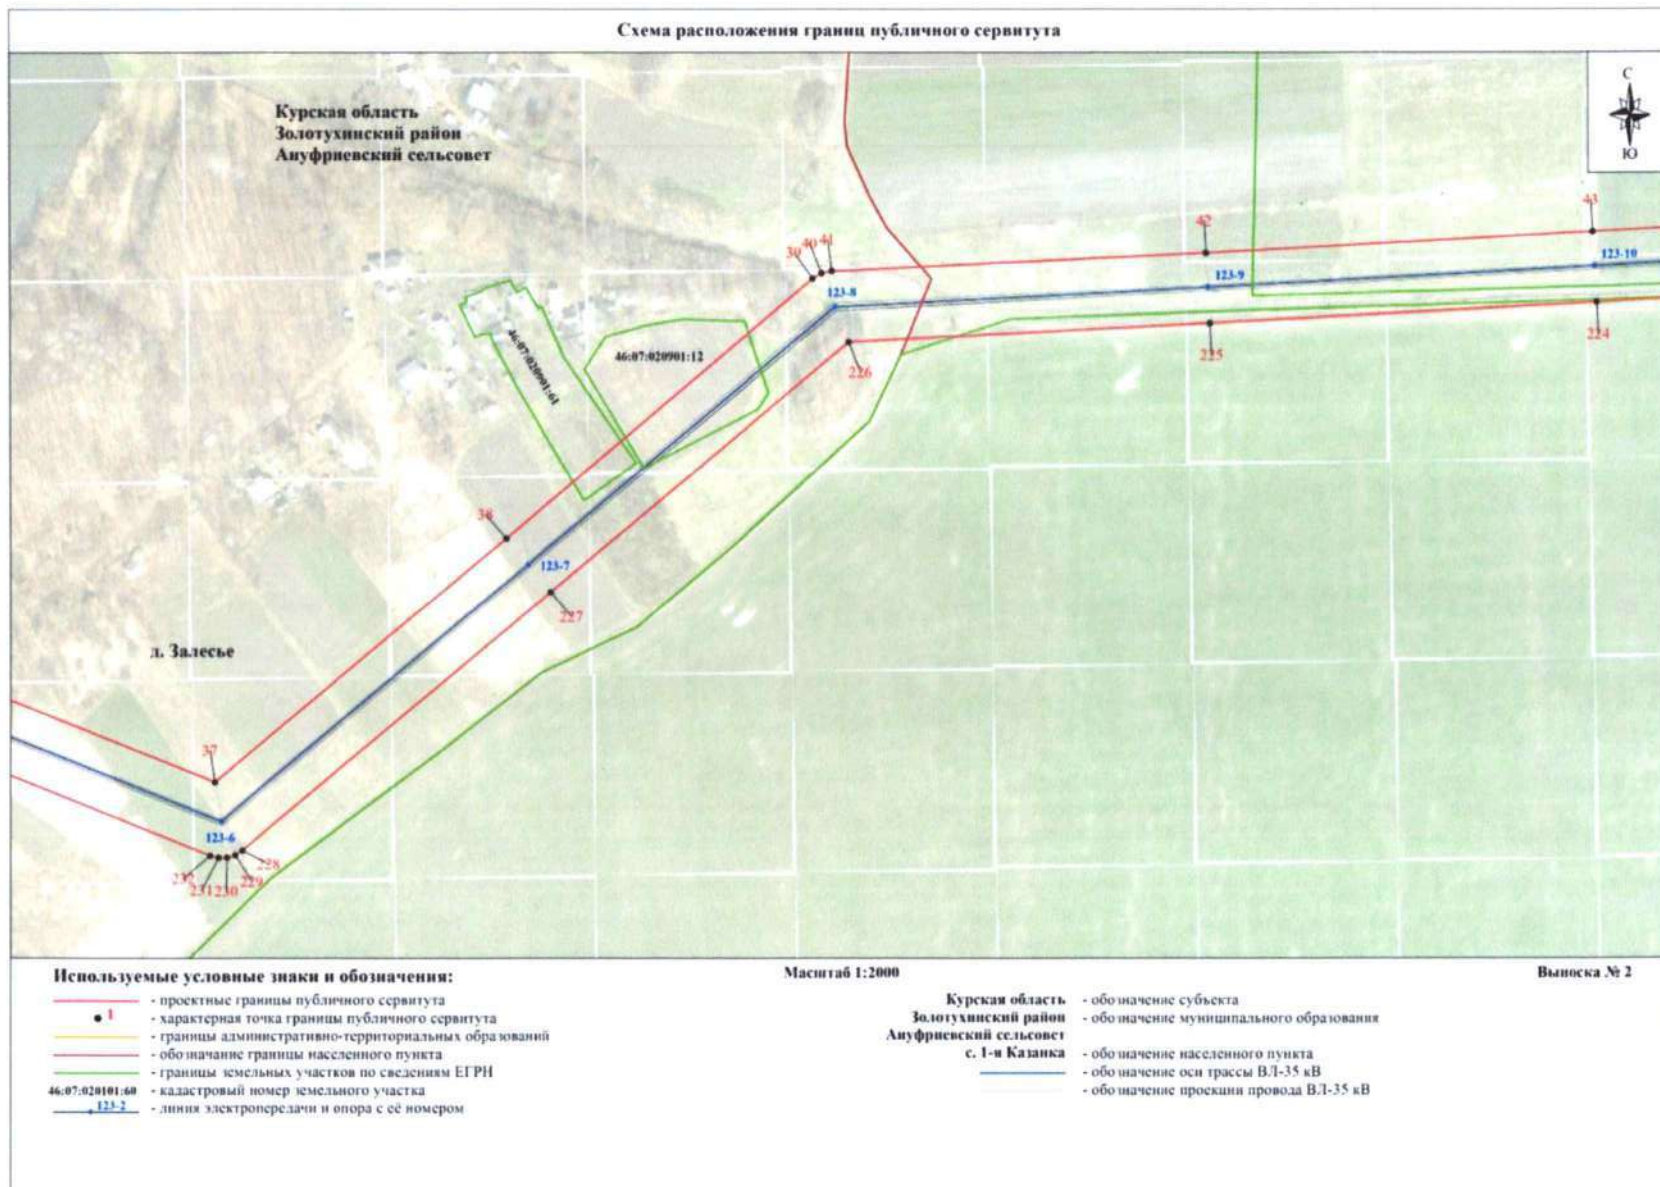 Схема расположения границ публичного сервитута
С
Ю
Курская область
Золотухинский район
Ануфриевский сельсовет
43
42
41
40
39
123-10
123-9
123-8
224
225
226
46:07:020901:61
46:07:020901:12
38
123-7
227
д. Залесье
37
123-6
228
229
230
231
232
Используемые условные знаки и обозначения:
Масштаб 1:2000
Выноска № 2
- проектные границы публичного сервитута
1 - характерная точка границы публичного сервитута
- границы административно-территориальных образований
- обозначание границы населенного пункта
- границы земельных участков по сведениям ЕГРН
46:07:020101:60 - кадастровый номер земельного участка
123-2 - линия электропередачи и опора с её номером
Курская область - обозначение субъекта
Золотухинский район - обозначение муниципального образования
Ануфриевский сельсовет
с. 1-я Казанка - обозначение населенного пункта
- обозначение оси трассы ВЛ-35 кВ
- обозначение проекции провода ВЛ-35 кВ